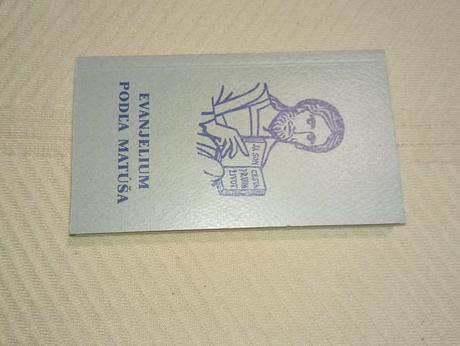 JA SOM
CESTA
PRAVDA
ŽIVOT
EVANJELIUM
PODĽA MATÚŠA